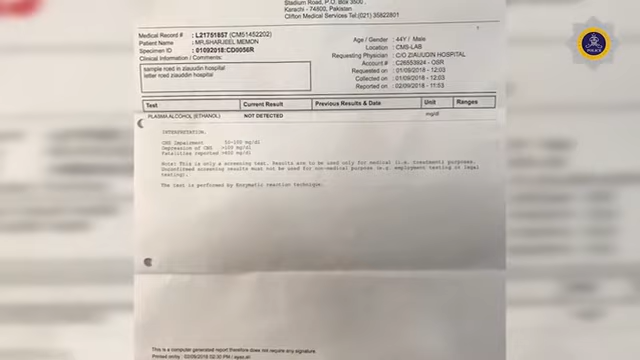 Stadium Road, P.O. Box 3500,
Karachi - 74800, Pakistan.
Clifton Medical Services Tel:(021) 35822801
Medical Record # : L21751857 (CM51452202)
Patient Name : MR.SHARJEEL MEMON
Specimen ID : 01092018:CD0056R
Clinical Information / Comments:
sample rced in ziauddin hospital
letter rced ziauddin hospital
Age / Gender : 44Y / Male
Location : CMS-LAB
Requesting Physician : C/O ZIAUUDIN HOSPITAL
Account # : C26553924 - OSR
Requested on : 01/09/2018 - 12:03
Collected on : 01/09/2018 - 12:03
Reported on : 02/09/2018 - 11:53
Test Current Result Previous Results & Date Unit Ranges
PLASMA ALCOHOL (ETHANOL) NOT DETECTED mg/dl
INTERPRETATION.
CNS Impairment 50-100 mg/dl
Depression of CNS >100 mg/dl
Fatalities reported >400 mg/dl
Note: This is only a screening test. Results are to be used only for medical (i.e. treatment) purposes.
Unconfirmed screening results must not be used for non-medical purpose (e.g. employment testing or legal
testing).
The test is performed by Enzymatic reaction technique.
This is a computer generated report therefore does not require any signature
Printed on/by : 02/09/2018 02:30 PM /
POLICE